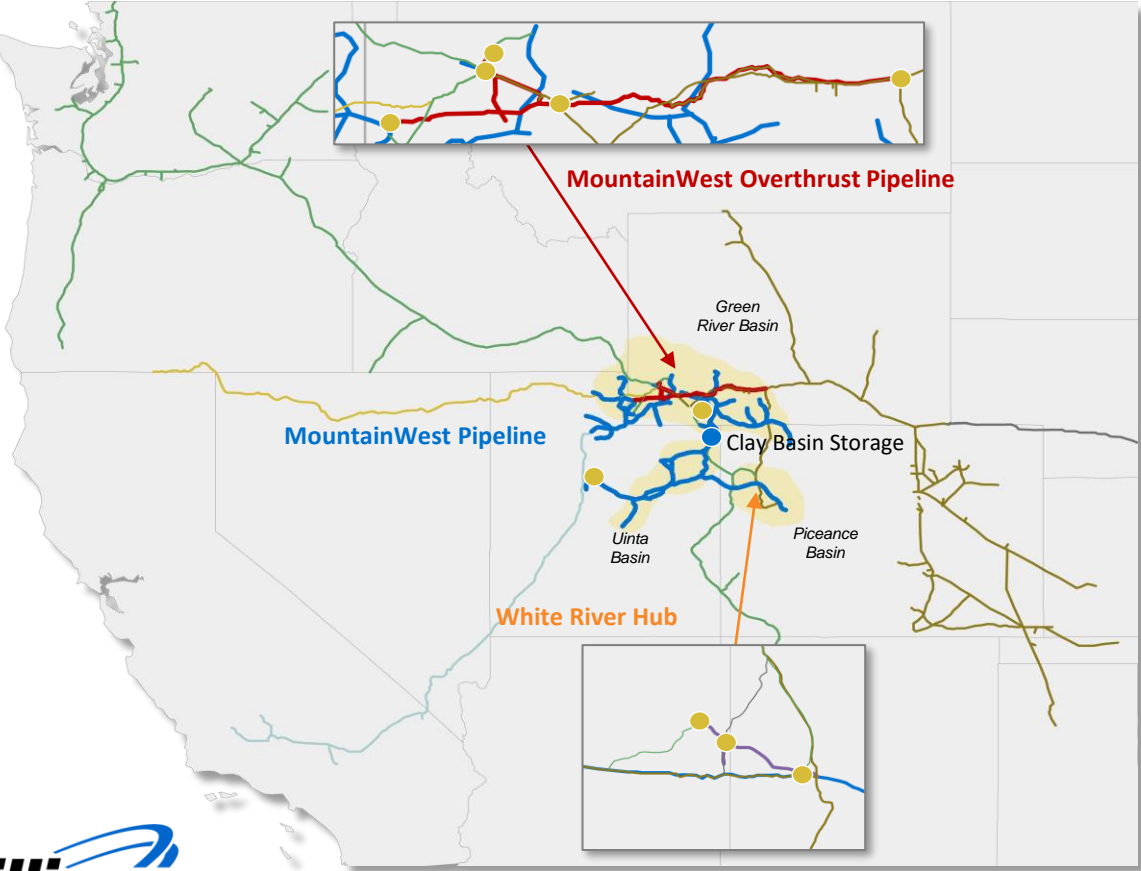 MountainWest Overthrust Pipeline
Green
River Basin
MountainWest Pipeline
Clay Basin Storage
Uinta
Basin
Piceance
Basin
White River Hub